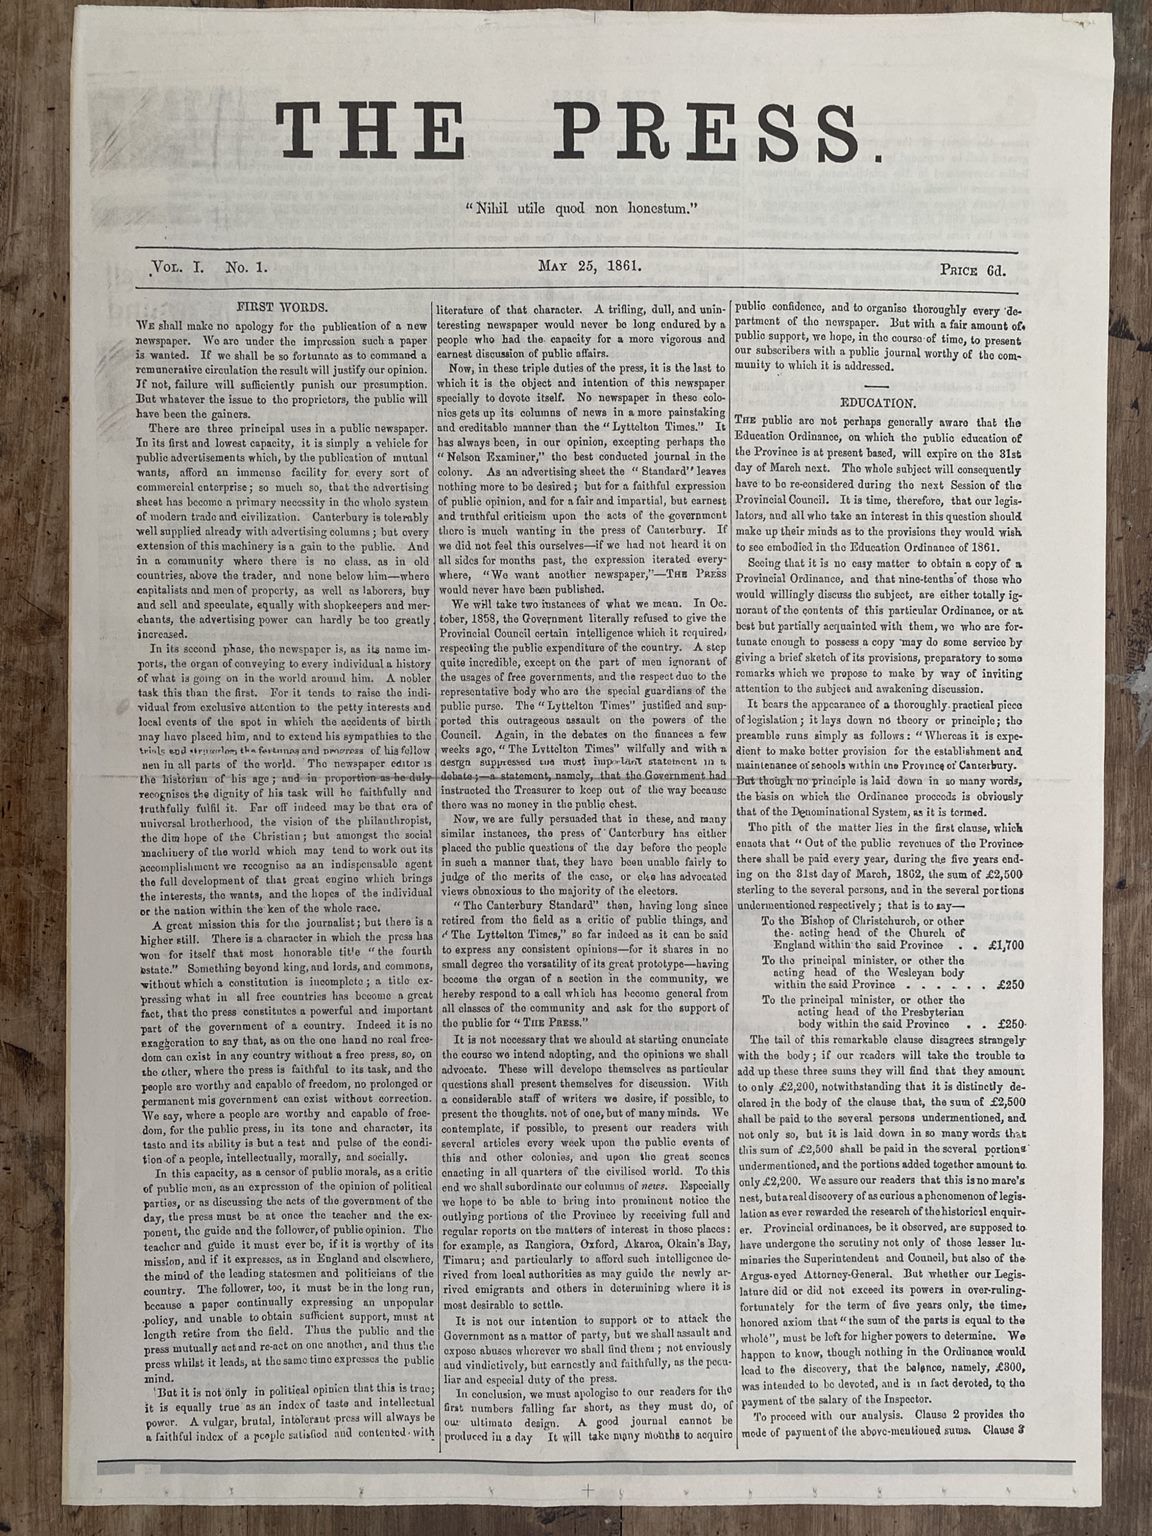 THE PRESS.
"Nihil utile quod non honestum."
VOL. I. No. 1.
MAY 25, 1861.
PRICE 6d.
FIRST WORDS.
WE shall make no apology for the publication of a new
newspaper. We are under the impression such a paper
is wanted. If we shall be so fortunate as to command a
remunerative circulation the result will justify our opinion.
If not, failure will sufficiently punish our presumption.
But whatever the issue to the proprietors, the public will
have been the gainers.
There are three principal uses in a public newspaper.
In its first and lowest capacity, it is simply a vehicle for
public advertisements which, by the publication of mutual
wants, afford an immense facility for every sort of
commercial enterprise; so much so, that the advertising
sheet has become a primary necessity in the whole system
of modern trade and civilization. Canterbury is tolerably
well supplied already with advertising columns; but every
extension of this machinery is a gain to the public. And
in a community where there is no class, as in old
countries, above the trader, and none below him—where
capitalists and men of property, as well as laborers, buy
and sell and speculate, equally with shopkeepers and mer-
chants, the advertising power can hardly be too greatly
increased.
In its second phase, the newspaper is, as its name im-
ports, the organ of conveying to every individual a history
of what is going on in the world around him. A nobler
task this than the first. For it tends to raise the indi-
vidual from exclusive attention to the petty interests and
local events of the spot in which the accidents of birth
may have placed him, and to extend his sympathies to the
trials and struggles, the fortunes and progress of his fellow
men in all parts of the world. The newspaper editor is
the historian of his age; and in proportion as he duly
recognises the dignity of his task will he faithfully and
truthfully fulfil it. Far off indeed may be that era of
universal brotherhood, the vision of the philanthropist,
the dim hope of the Christian; but amongst the social
machinery of the world which may tend to work out its
accomplishment we recognise as an indispensable agent
the full development of that great engine which brings
the interests, the wants, and the hopes of the individual
or the nation within the ken of the whole race.
A great mission this for the journalist; but there is a
higher still. There is a character in which the press has
won for itself that most honorable title "the fourth
estate." Something beyond king, and lords, and commons,
without which a constitution is incomplete; a title ex-
pressing what in all free countries has become a great
fact, that the press constitutes a powerful and important
part of the government of a country. Indeed it is no
exaggeration to say that, as on the one hand no real free-
dom can exist in any country without a free press, so, on
the other, where the press is faithful to its task, and the
people are worthy and capable of freedom, no prolonged or
permanent mis government can exist without correction.
We say, where a people are worthy and capable of free-
dom, for the public press, in its tone and character, its
taste and its ability is but a test and pulse of the condi-
tion of a people, intellectually, morally, and socially.
In this capacity, as a censor of public morals, as a critic
of public men, as an expression of the opinion of political
parties, or as discussing the acts of the government of the
day, the press must be at once the teacher and the ex-
ponent, the guide and the follower, of public opinion. The
teacher and guide it must ever be, if it is worthy of its
mission, and if it expresses, as in England and elsewhere,
the mind of the leading statesmen and politicians of the
country. The follower, too, it must be in the long run,
because a paper continually expressing an unpopular
policy, and unable to obtain sufficient support, must at
length retire from the field. Thus the public and the
press mutually act and re-act on one another, and thus the
press whilst it leads, at the same time expresses the public
mind.
But it is not only in political opinion that this is true;
it is equally true as an index of taste and intellectual
power. A vulgar, brutal, intolerant press will always be
a faithful index of a people satisfied and contented with
literature of that character. A trifling, dull, and unin-
teresting newspaper would never be long endured by a
people who had the capacity for a more vigorous and
earnest discussion of public affairs.
Now, in these triple duties of the press, it is the last to
which it is the object and intention of this newspaper
specially to devote itself. No newspaper in these colo-
nies gets up its columns of news in a more painstaking
and creditable manner than the "Lyttelton Times." It
has always been, in our opinion, excepting perhaps the
"Nelson Examiner," the best conducted journal in the
colony. As an advertising sheet the "Standard" leaves
nothing more to be desired; but for a faithful expression
of public opinion, and for a fair and impartial, but earnest
and truthful criticism upon the acts of the government
there is much wanting in the press of Canterbury. If
we did not feel this ourselves—if we had not heard it on
all sides for months past, the expression iterated every-
where, "We want another newspaper,"—THE PRESS
would never have been published.
We will take two instances of what we mean. In Oc-
tober, 1858, the Government literally refused to give the
Provincial Council certain intelligence which it required,
respecting the public expenditure of the country. A step
quite incredible, except on the part of men ignorant of
the usages of free governments, and the respect due to the
representative body who are the special guardians of the
public purse. The "Lyttelton Times" justified and sup-
ported this outrageous assault on the powers of the
Council. Again, in the debates on the finances a few
weeks ago, "The Lyttelton Times" wilfully and with a
design suppressed the most important statement in a
debate;—a statement, namely, that the Government had
instructed the Treasurer to keep out of the way because
there was no money in the public chest.
Now, we are fully persuaded that in these, and many
similar instances, the press of Canterbury has either
placed the public questions of the day before the people
in such a manner that, they have been unable fairly to
judge of the merits of the case, or else has advocated
views obnoxious to the majority of the electors.
"The Canterbury Standard" then, having long since
retired from the field as a critic of public things, and
"The Lyttelton Times," so far indeed as it can be said
to express any consistent opinions—for it shares in no
small degree the versatility of its great prototype—having
become the organ of a section in the community, we
hereby respond to a call which has become general from
all classes of the community and ask for the support of
the public for "THE PRESS."
It is not necessary that we should at starting enunciate
the course we intend adopting, and the opinions we shall
advocate. These will develope themselves as particular
questions shall present themselves for discussion. With
a considerable staff of writers we desire, if possible, to
present the thoughts, not of one, but of many minds. We
contemplate, if possible, to present our readers with
several articles every week upon the public events of
this and other colonies, and upon the great scenes
enacting in all quarters of the civilised world. To this
end we shall subordinate our columns of news. Especially
we hope to be able to bring into prominent notice the
outlying portions of the Province by receiving full and
regular reports on the matters of interest in those places:
for example, as Rangiora, Oxford, Akaroa, Okain's Bay,
Timaru; and particularly to afford such intelligence de-
rived from local authorities as may guide the newly ar-
rived emigrants and others in determining where it is
most desirable to settle.
It is not our intention to support or to attack the
Government as a matter of party, but we shall assault and
expose abuses wherever we shall find them; not enviously
and vindictively, but earnestly and faithfully, as the pecu-
liar and especial duty of the press.
In conclusion, we must apologise to our readers for the
first numbers falling far short, as they must do, of
our ultimate design. A good journal cannot be
produced in a day It will take many months to acquire
public confidence, and to organise thoroughly every de-
partment of the newspaper. But with a fair amount of
public support, we hope, in the course of time, to present
our subscribers with a public journal worthy of the com-
munity to which it is addressed.
EDUCATION.
THE public are not perhaps generally aware that the
Education Ordinance, on which the public education of
the Province is at present based, will expire on the 31st
day of March next. The whole subject will consequently
have to be re-considered during the next Session of the
Provincial Council. It is time, therefore, that our legis-
lators, and all who take an interest in this question should
make up their minds as to the provisions they would wish
to see embodied in the Education Ordinance of 1861.
Seeing that it is no easy matter to obtain a copy of a
Provincial Ordinance, and that nine-tenths of those who
would willingly discuss the subject, are either totally ig-
norant of the contents of this particular Ordinance, or at
best but partially acquainted with them, we who are for-
tunate enough to possess a copy may do some service by
giving a brief sketch of its provisions, preparatory to some
remarks which we propose to make by way of inviting
attention to the subject and awakening discussion.
It bears the appearance of a thoroughly practical piece
of legislation; it lays down no theory or principle; the
preamble runs simply as follows: "Whereas it is expe-
dient to make better provision for the establishment and
maintenance of schools within the Province of Canterbury.
But though no principle is laid down in so many words,
the basis on which the Ordinance proceeds is obviously
that of the Denominational System, as it is termed.
The pith of the matter lies in the first clause, which
enacts that "Out of the public revenues of the Province
there shall be paid every year, during the five years end-
ing on the 31st day of March, 1862, the sum of £2,500
sterling to the several persons, and in the several portions
undermentioned respectively; that is to say—
To the Bishop of Christchurch, or other
the acting head of the Church of
England within the said Province . . £1,700
To the principal minister, or other the
acting head of the Wesleyan body
within the said Province . . . . . . £250
To the principal minister, or other the
acting head of the Presbyterian
body within the said Province . . £250
The tail of this remarkable clause disagrees strangely
with the body; if our readers will take the trouble to
add up these three sums they will find that they amount
to only £2,200, notwithstanding that it is distinctly de-
clared in the body of the clause that, the sum of £2,500
shall be paid to the several persons undermentioned, and
not only so, but it is laid down in so many words that
this sum of £2,500 shall be paid in the several portions
undermentioned, and the portions added together amount to
only £2,200. We assure our readers that this is no mare's
nest, but a real discovery of as curious a phenomenon of legis-
lation as ever rewarded the research of the historical enquir-
er. Provincial ordinances, be it observed, are supposed to
have undergone the scrutiny not only of those lesser lu-
minaries the Superintendent and Council, but also of the
Argus-eyed Attorney-General. But whether our Legis-
lature did or did not exceed its powers in over-ruling
fortunately for the term of five years only, the time,
honored axiom that "the sum of the parts is equal to the
whole", must be left for higher powers to determine. We
happen to know, though nothing in the Ordinance would
lead to the discovery, that the balance, namely, £300,
was intended to be devoted, and is in fact devoted, to the
payment of the salary of the Inspector.
To proceed with our analysis. Clause 2 provides the
mode of payment of the above-mentioned sums. Clause 3